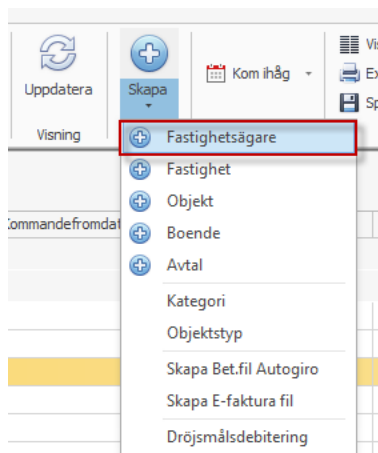 Uppdatera
Skapa
Kom ihåg
Visning
Fastighetsägare
Fastighet
Objekt
Boende
Avtal
Kategori
Objektstyp
Skapa Bet.fil Autogiro
Skapa E-faktura fil
Dröjsmålsdebitering